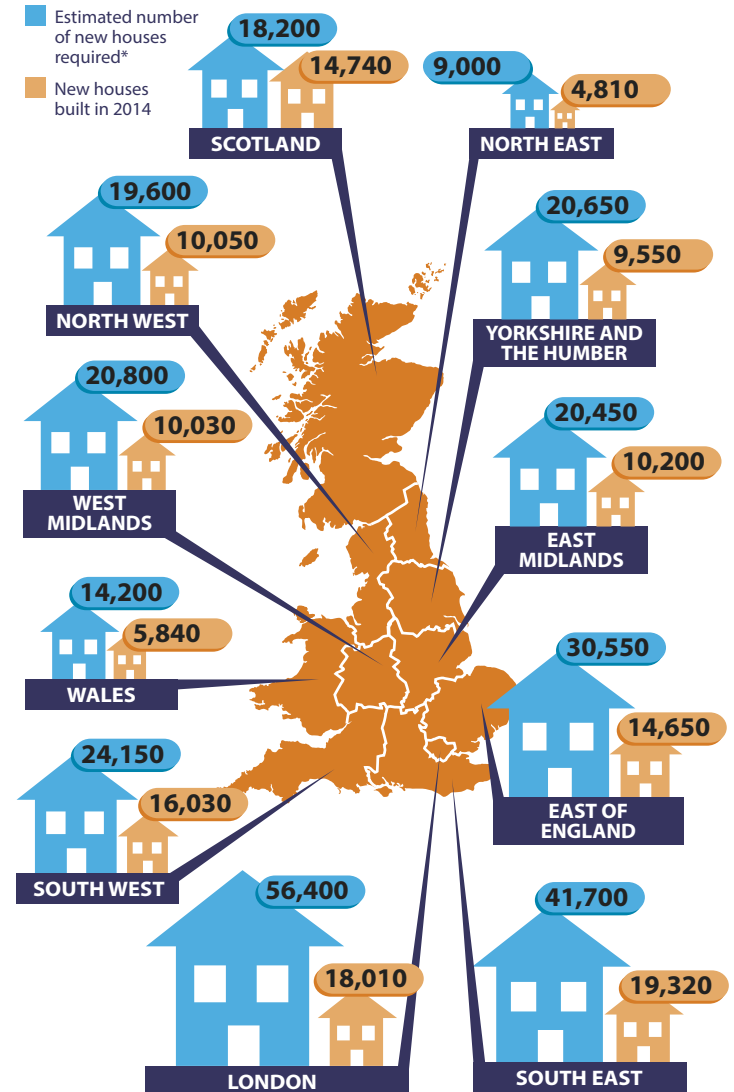 Estimated number
of new houses
required*
New houses
built in 2014
18,200
14,740
SCOTLAND
9,000
4,810
NORTH EAST
19,600
10,050
NORTH WEST
20,650
9,550
YORKSHIRE AND
THE HUMBER
20,800
10,030
WEST
MIDLANDS
20,450
10,200
EAST
MIDLANDS
14,200
5,840
WALES
30,550
14,650
EAST OF
ENGLAND
24,150
16,030
SOUTH WEST
56,400
18,010
LONDON
41,700
19,320
SOUTH EAST